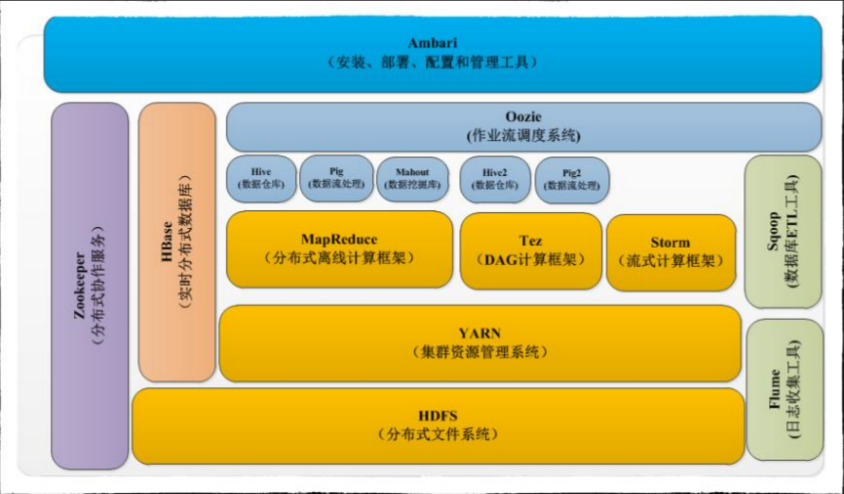 Ambari
（安装、部署、配置和管理工具）
Zookeeper
（分布式协作服务）
HBase
（实时分布式数据库）
Oozie
(作业流调度系统)
Hive
(数据仓库)
Pig
(数据流处理)
Mahout
(数据挖掘库)
Hive2
(数据仓库)
Pig2
(数据流处理)
MapReduce
（分布式离线计算框架）
Tez
（DAG计算框架）
Storm
（流式计算框架）
Sqoop
(数据库ETL工具)
YARN
（集群资源管理系统）
Flume
(日志收集工具)
HDFS
（分布式文件系统）